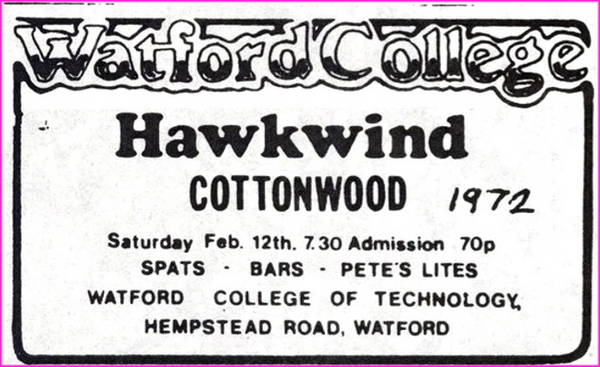 Watford College
Hawkwind
COTTONWOOD 1972
Saturday Feb. 12th. 7.30 Admission 70p
SPATS - BARS - PETE'S LITES
WATFORD COLLEGE OF TECHNOLOGY,
HEMPSTEAD ROAD, WATFORD